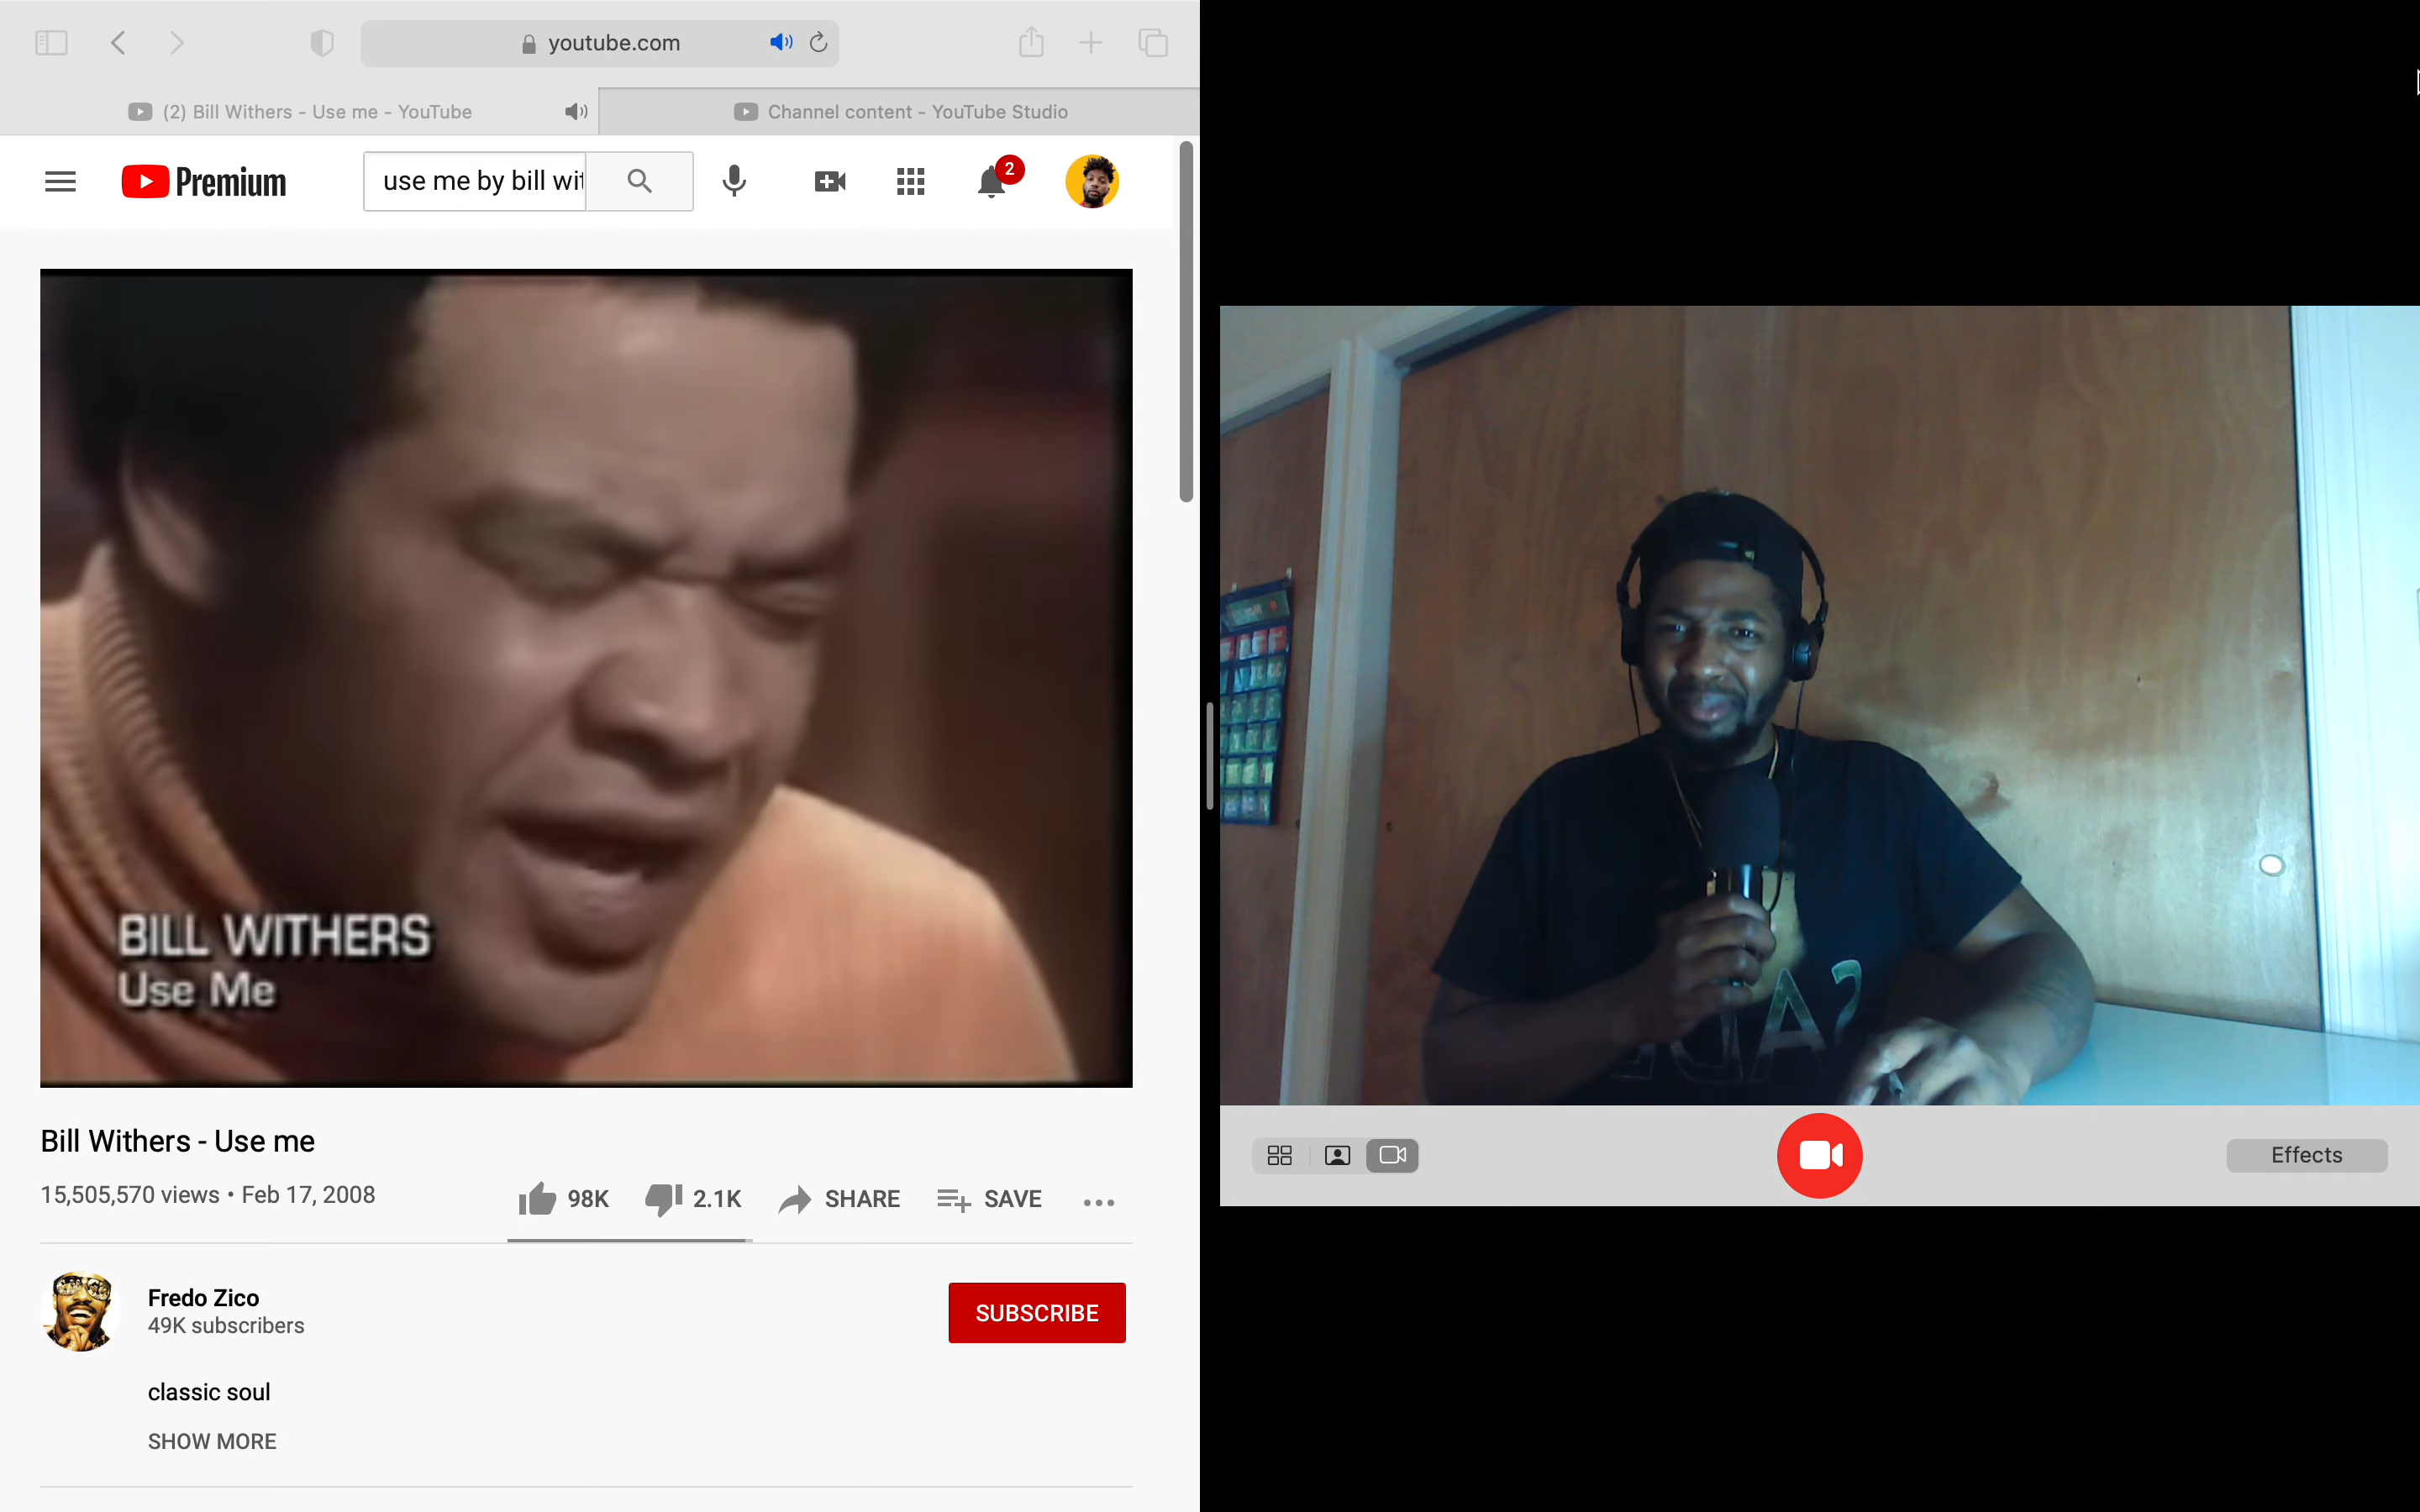 youtube.com
(2) Bill Withers - Use me - YouTube
Channel content - YouTube Studio
Premium
use me by bill wit
2
BILL WITHERS
Use Me
Bill Withers - Use me
15,505,570 views • Feb 17, 2008
98K
2.1K
SHARE
SAVE
Fredo Zico
49K subscribers
SUBSCRIBE
classic soul
SHOW MORE
Effects